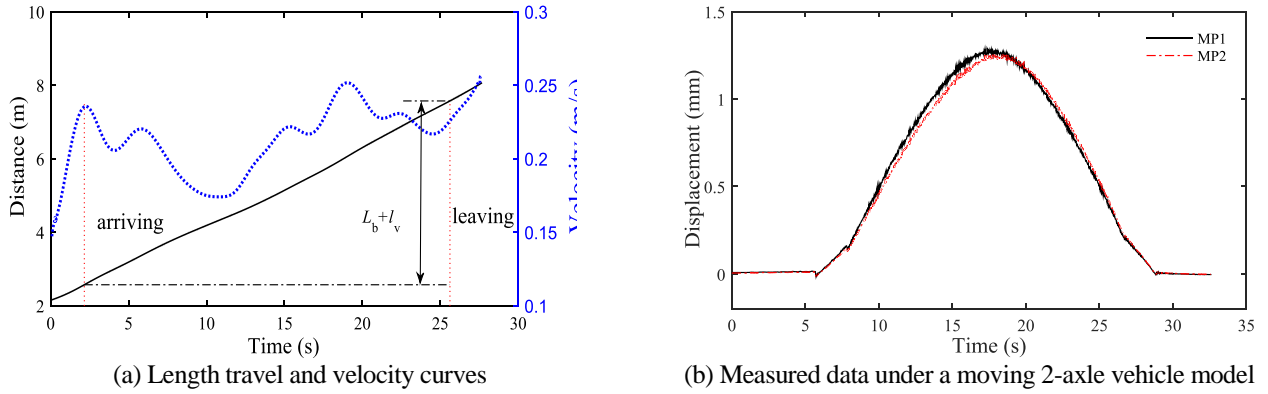 10
8
6
4
2
Distance (m)
0.3
0.25
0.2
0.15
0.1
Velocity (m/s)
arriving
leaving
Lb+lv
0 5 10 15 20 25 30
Time (s)
(a) Length travel and velocity curves
1.5
1
0.5
0
Displacement (mm)
MP1
MP2
0 5 10 15 20 25 30 35
Time (s)
(b) Measured data under a moving 2-axle vehicle model